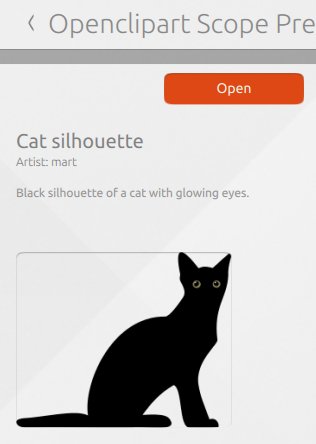 Openclipart Scope Pre
Open
Cat silhouette
Artist: mart
Black silhouette of a cat with glowing eyes.